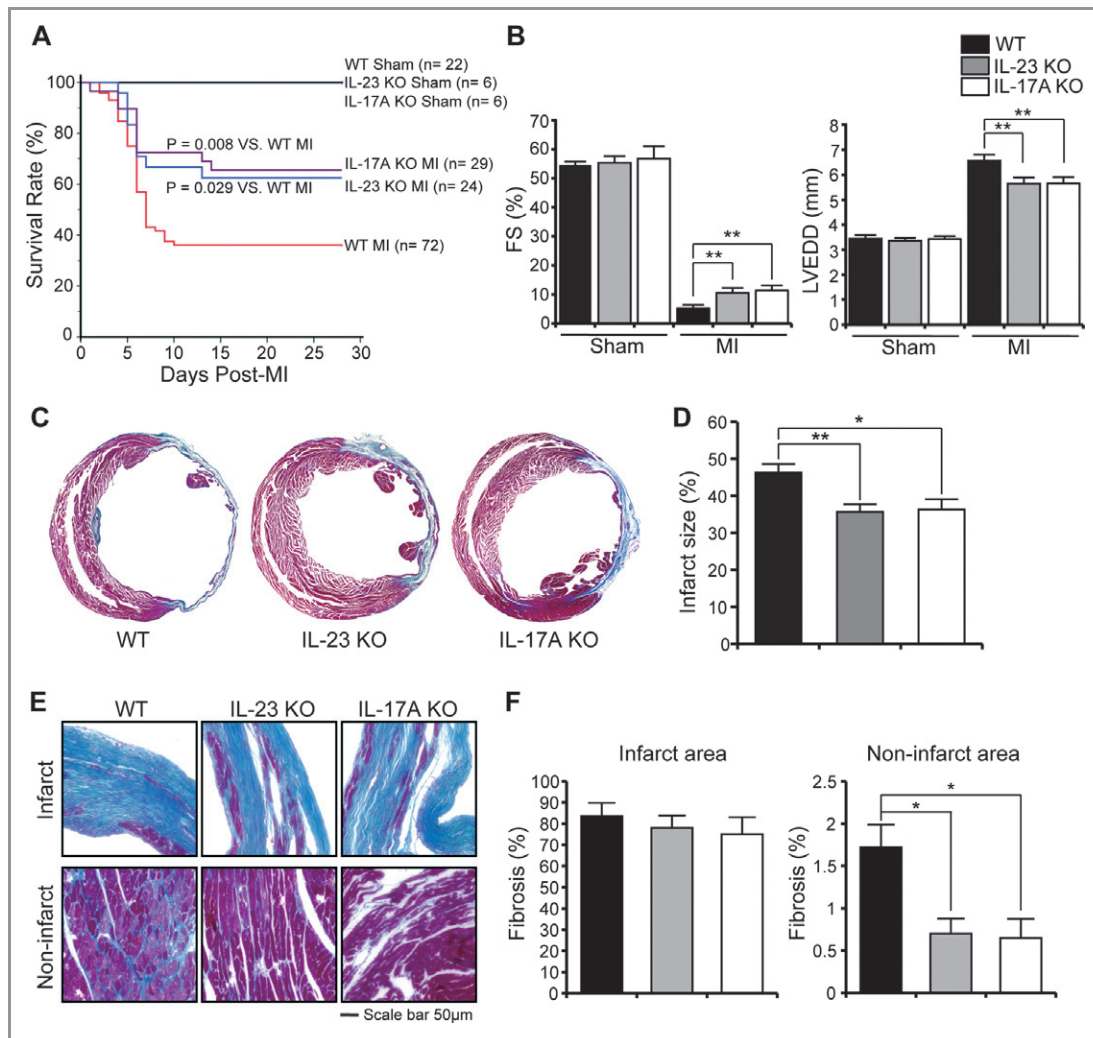 A
WT Sham (n= 22)
IL-23 KO Sham (n= 6)
IL-17A KO Sham (n= 6)
P = 0.008 VS. WT MI
IL-17A KO MI (n= 29)
P = 0.029 VS. WT MI
IL-23 KO MI (n= 24)
WT MI (n= 72)
Survival Rate (%)
100
80
60
40
20
0
0 5 10 15 20 25 30
Days Post-MI
B
WT
IL-23 KO
IL-17A KO
FS (%)
70
60
50
40
30
20
10
0
** **
Sham MI
LVEDD (mm)
8
7
6
5
4
3
2
1
0
** **
Sham MI
C
WT IL-23 KO IL-17A KO
D
Infarct size (%)
60
50
40
30
20
10
0
*
**
E
WT IL-23 KO IL-17A KO
Infarct
Non-infarct
Scale bar 50μm
F
Infarct area
Fibrosis (%)
100
90
80
70
60
50
40
30
20
10
0
Non-infarct area
Fibrosis (%)
2.5
2
1.5
1
0.5
0
*
*